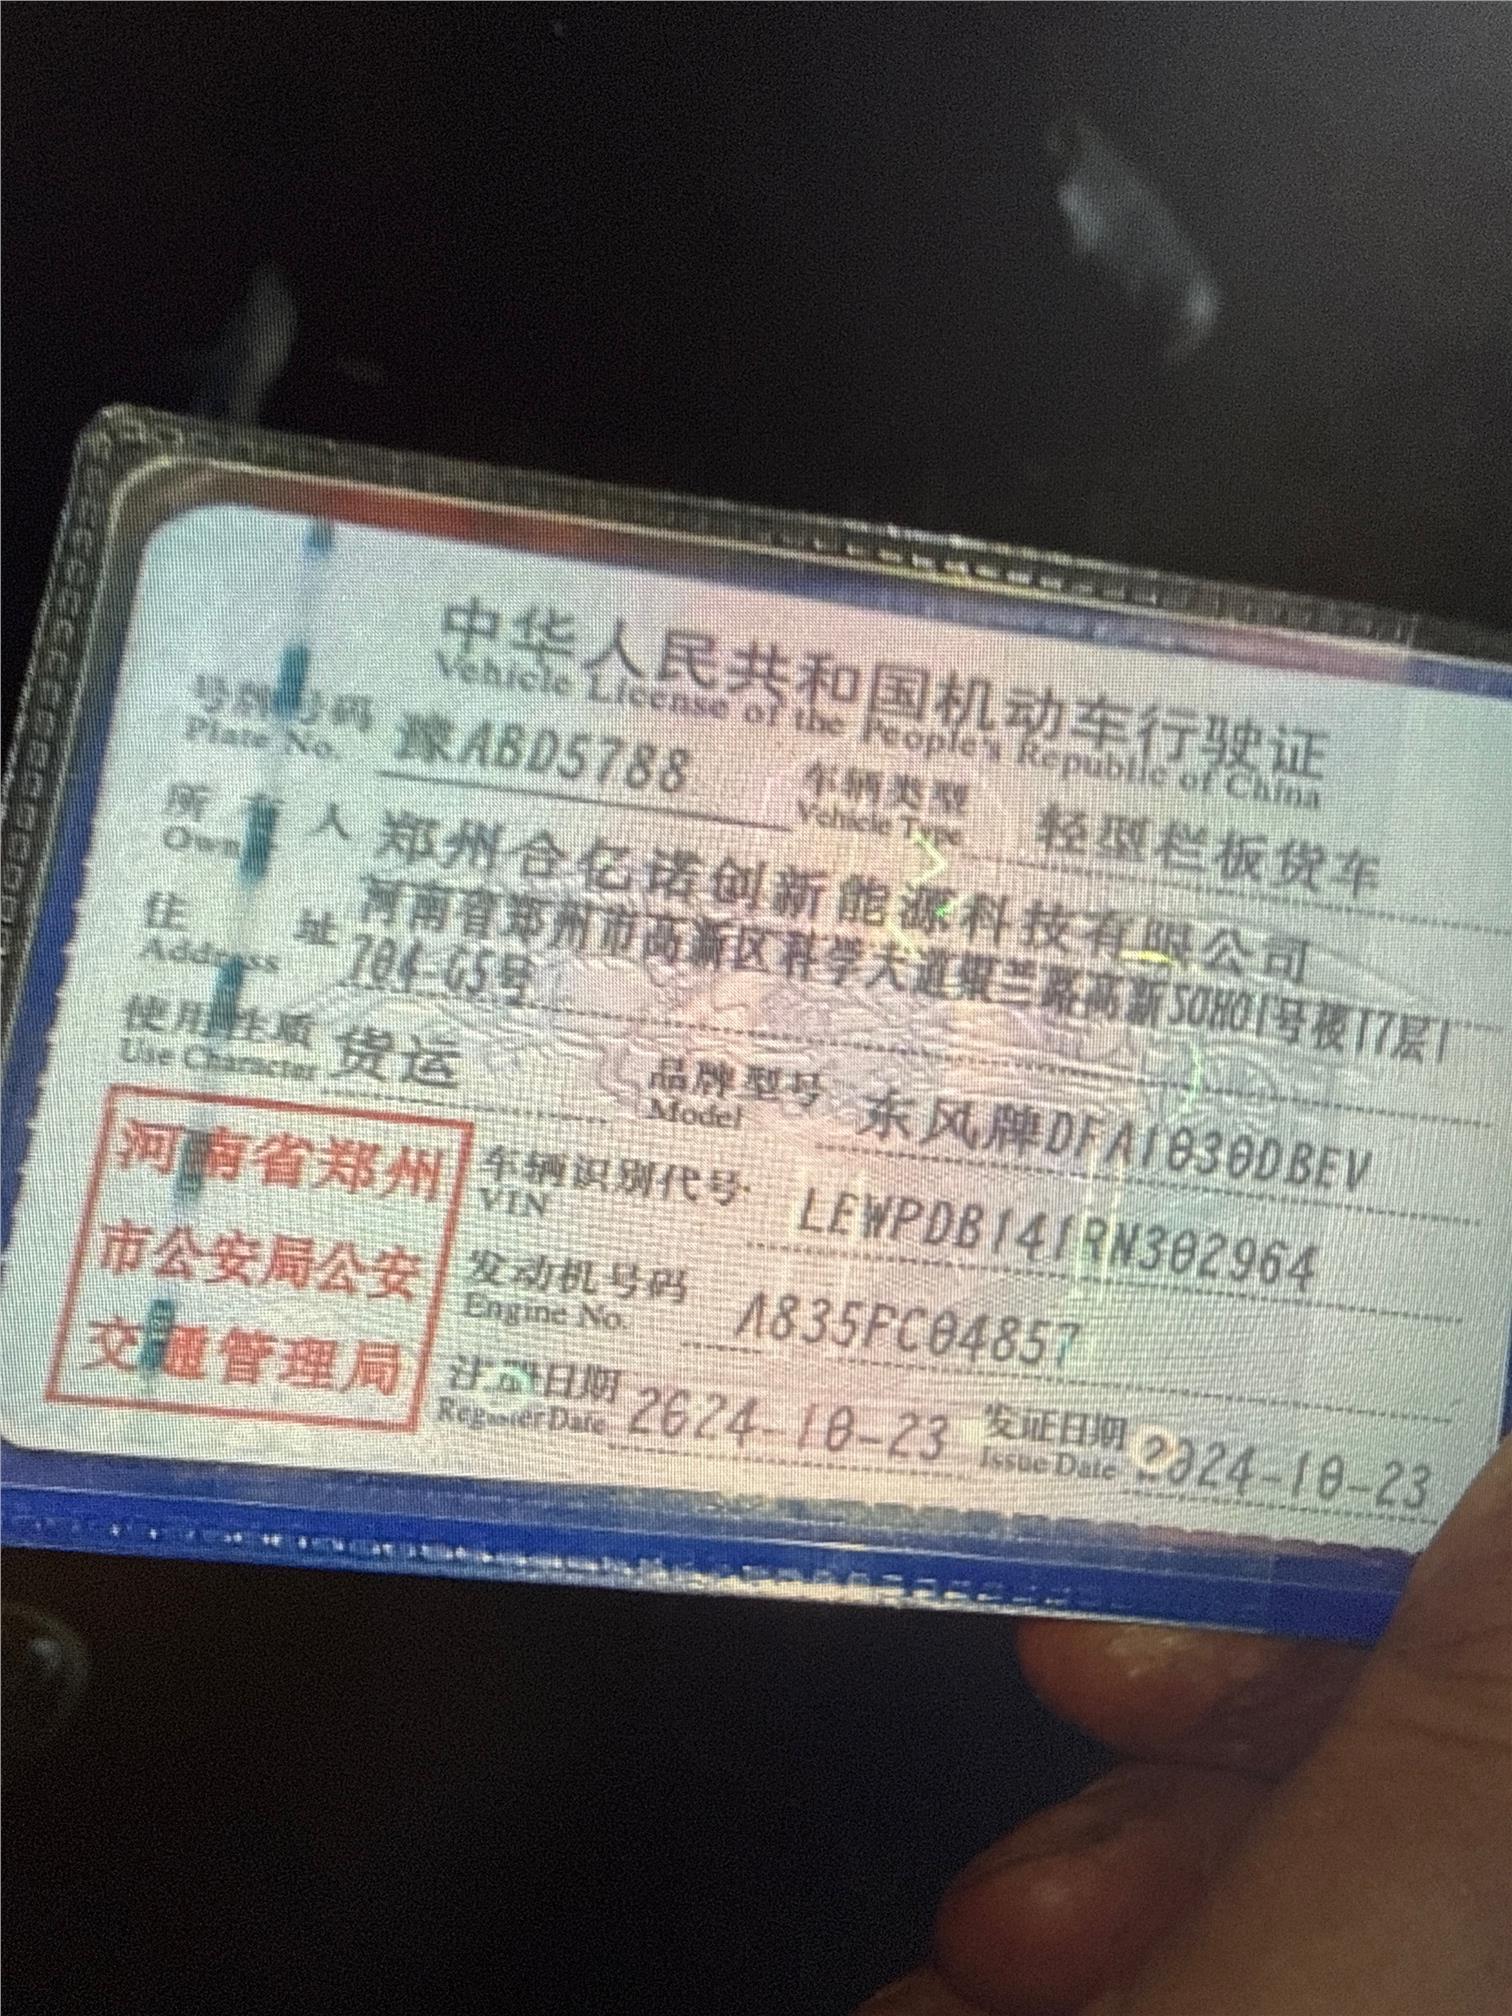 中华人民共和国机动车行驶证
Vehicle License of the People's Republic of China
号牌号码 豫ABD5788 车辆类型 轻型栏板货车
Plate No. Vehicle Type
所有人 郑州合亿诺创新能源科技有限公司
Owner
住址 河南省郑州市高新区科学大道银兰路高新SOHO1号楼17层1
Address 704-G5号
使用性质 货运 品牌型号 东风牌DFA1030DBEV
Use Character Model
河南省郑州
市公安局公安
交通管理局
车辆识别代号 LEWPDB141RN302964
VIN
发动机号码 A835PC04857
Engine No.
注册日期 2024-10-23 发证日期 2024-10-23
Register Date Issue Date